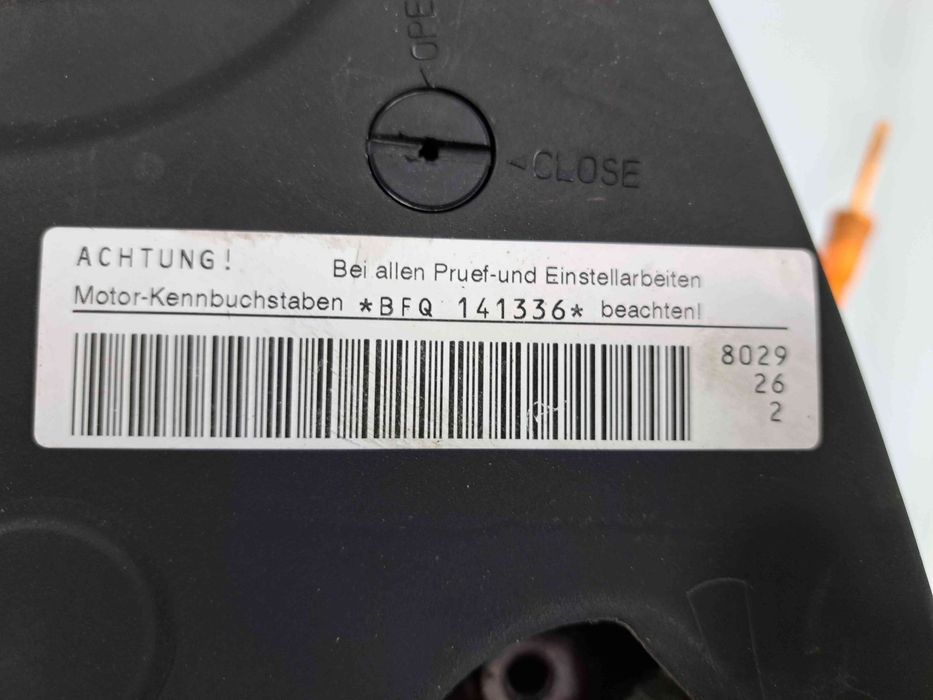 OPE
CLOSE
ACHTUNG! Bei allen Pruef-und Einstellarbeiten
Motor-Kennbuchstaben *BFQ 141336* beachten!
8029
26
2